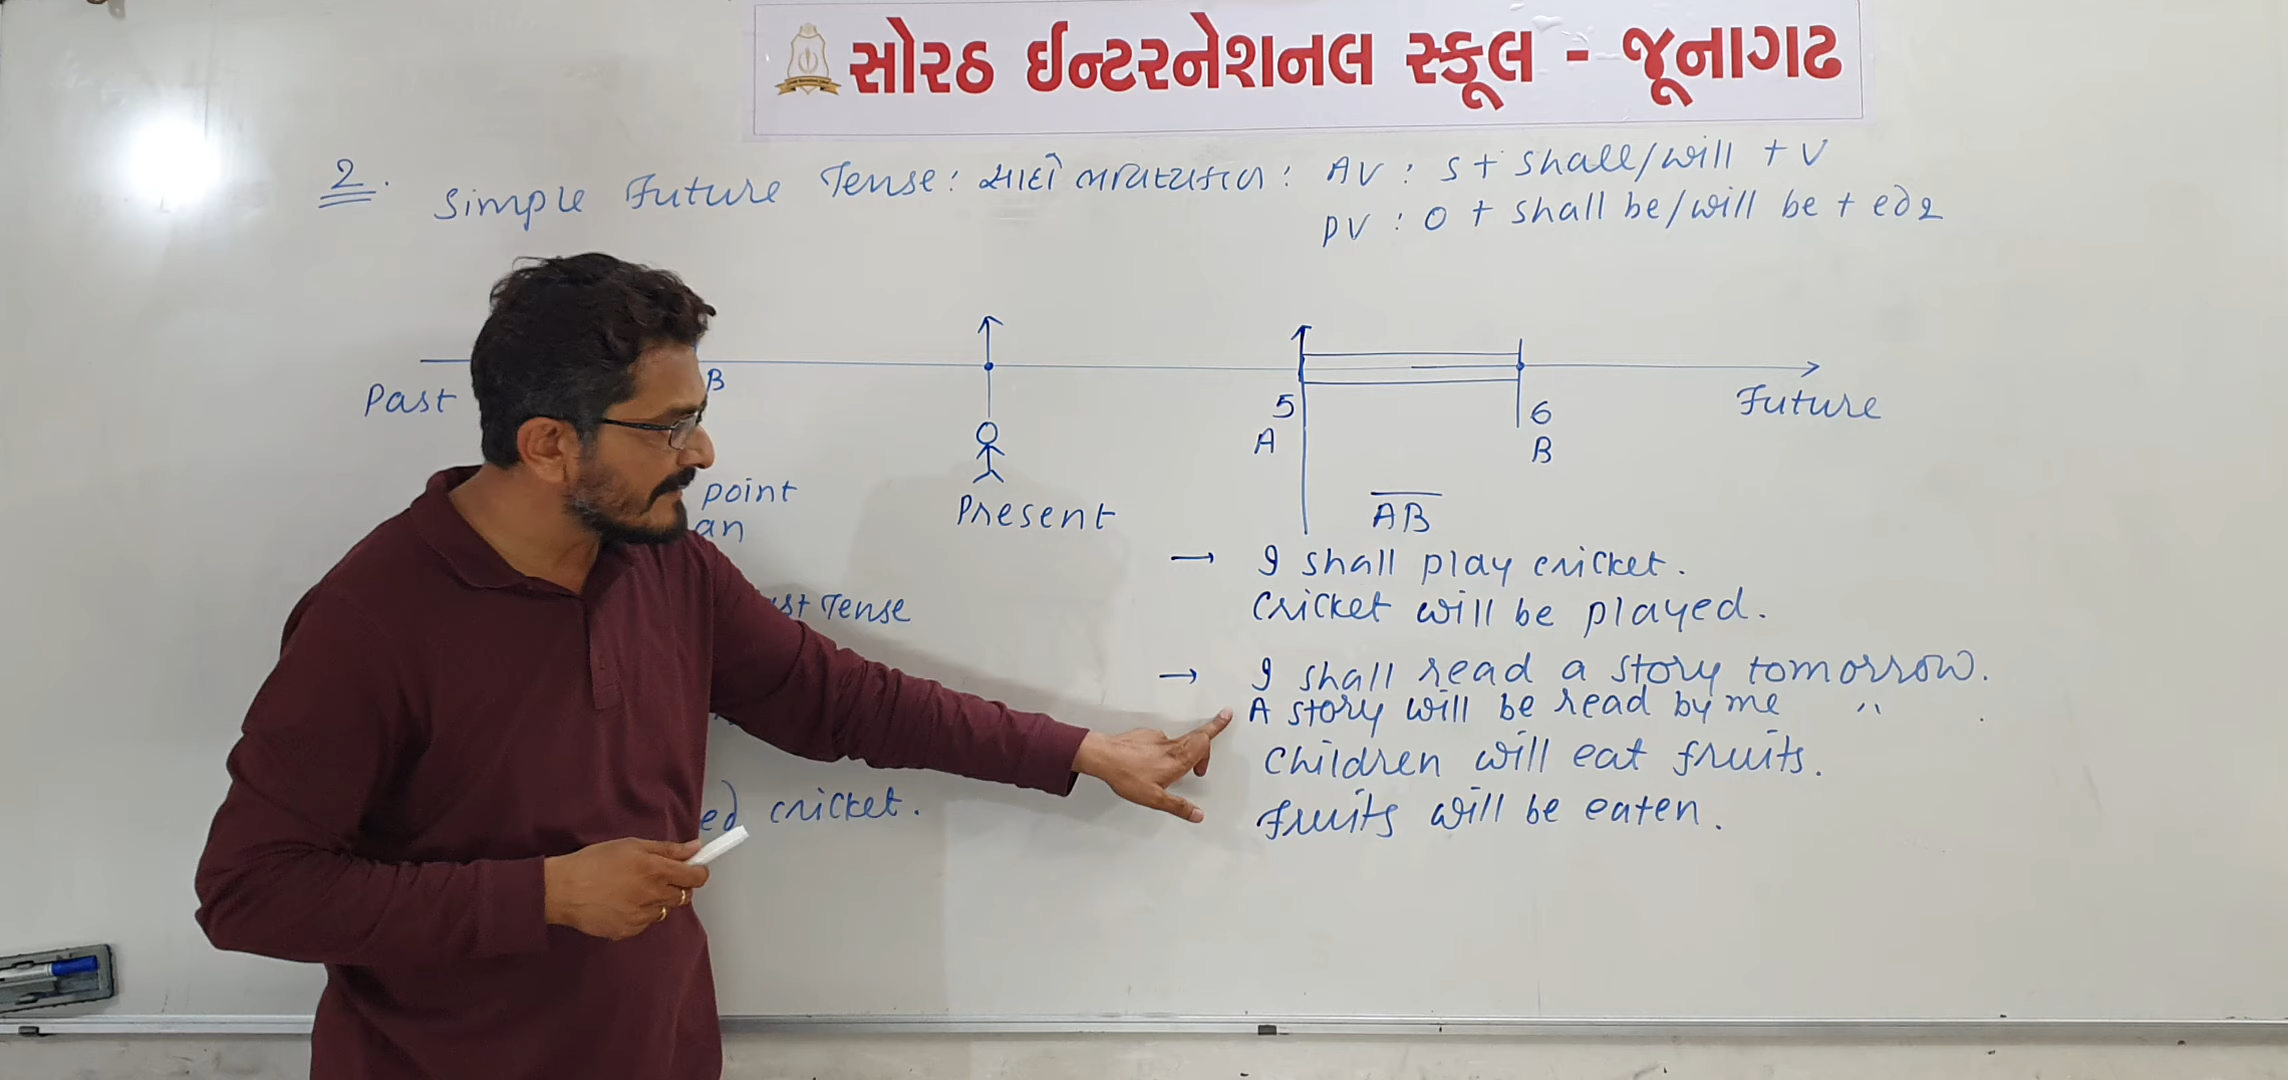 સોરઠ ઈન્ટરનેશનલ સ્કૂલ - જૂનાગઢ
2. Simple Future Tense: સાદો ભવિષ્યકાળ: AV: S + shall/will + V
PV: O + shall be/will be + ed2
B
Past
Present
5
A
6
B
Future
AB
point
an
st Tense
ed cricket.
→ I shall play cricket.
Cricket will be played.
→ I shall read a story tomorrow.
A story will be read by me " .
Children will eat fruits.
fruits will be eaten.